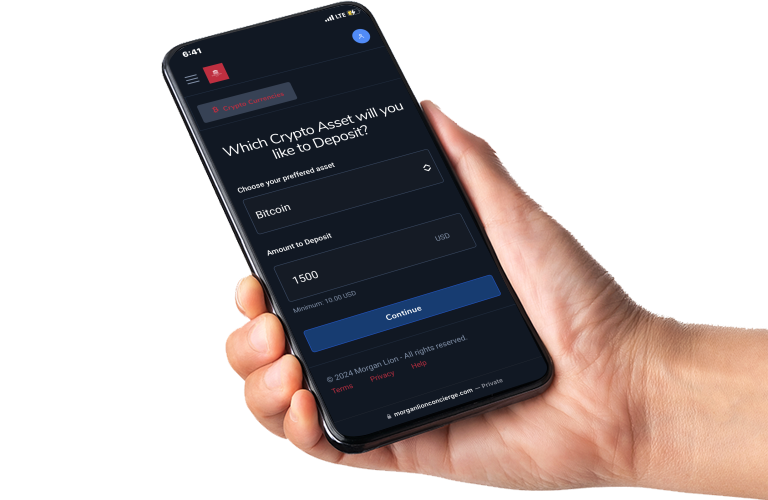 6:41
LTE
Crypto Currencies
Which Crypto Asset will you
like to Deposit?
Choose your preffered asset
Bitcoin
Amount to Deposit
1500 USD
Minimum: 10.00 USD
Continue
© 2024 Morgan Lion - All rights reserved.
Terms Privacy Help
morganlionconcierge.com — Private